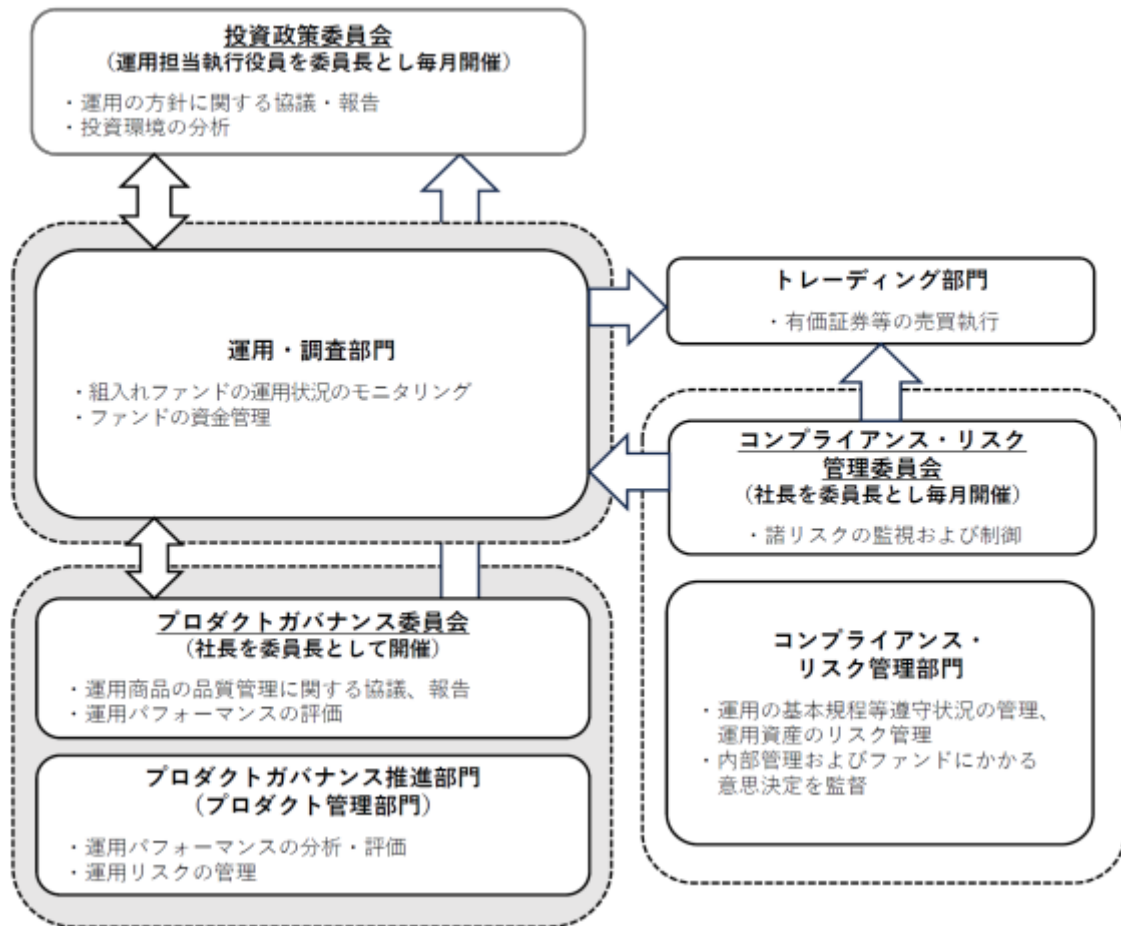 投資政策委員会
（運用担当執行役員を委員長とし毎月開催）
・運用の方針に関する協議・報告
・投資環境の分析
運用・調査部門
・組入れファンドの運用状況のモニタリング
・ファンドの資金管理
トレーディング部門
・有価証券等の売買執行
コンプライアンス・リスク
管理委員会
（社長を委員長とし毎月開催）
・諸リスクの監視および制御
プロダクトガバナンス委員会
（社長を委員長として開催）
・運用商品の品質管理に関する協議、報告
・運用パフォーマンスの評価
プロダクトガバナンス推進部門
（プロダクト管理部門）
・運用パフォーマンスの分析・評価
・運用リスクの管理
コンプライアンス・
リスク管理部門
・運用の基本規程等遵守状況の管理、
運用資産のリスク管理
・内部管理およびファンドにかかる
意思決定を監督